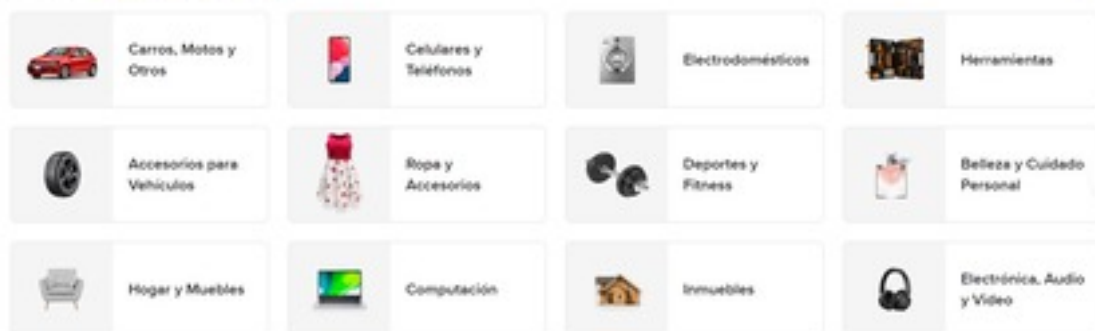 Carros, Motos y
Otros
Celulares y
Teléfonos
Electrodomésticos
Herramientas
Accesorios para
Vehículos
Ropa y
Accesorios
Deportes y
Fitness
Belleza y Cuidado
Personal
Hogar y Muebles
Computación
Inmuebles
Electrónica, Audio
y Video